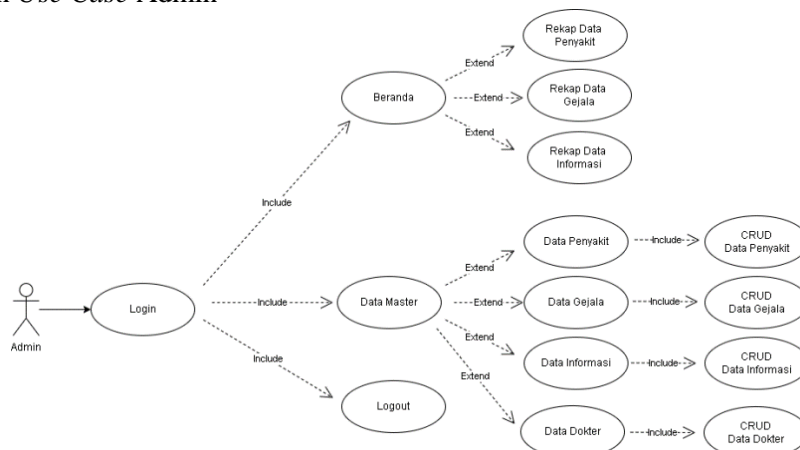 Use Case Admin
Rekap Data
Penyakit
Extend
Beranda
Extend
Rekap Data
Gejala
Extend
Rekap Data
Informasi
Include
Data Penyakit
Include
CRUD
Data Penyakit
Extend
Admin
Login
Include
Data Master
Extend
Data Gejala
Include
CRUD
Data Gejala
Extend
Data Informasi
Include
CRUD
Data Informasi
Include
Extend
Logout
Data Dokter
Include
CRUD
Data Dokter